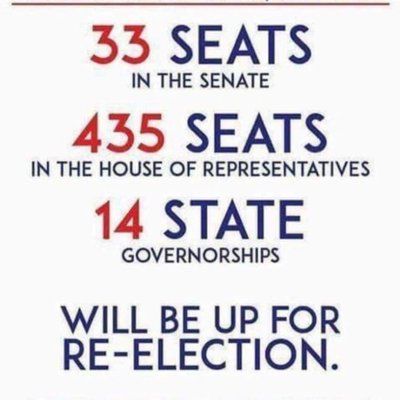 33 SEATS
IN THE SENATE
435 SEATS
IN THE HOUSE OF REPRESENTATIVES
14 STATE
GOVERNORSHIPS
WILL BE UP FOR
RE-ELECTION.